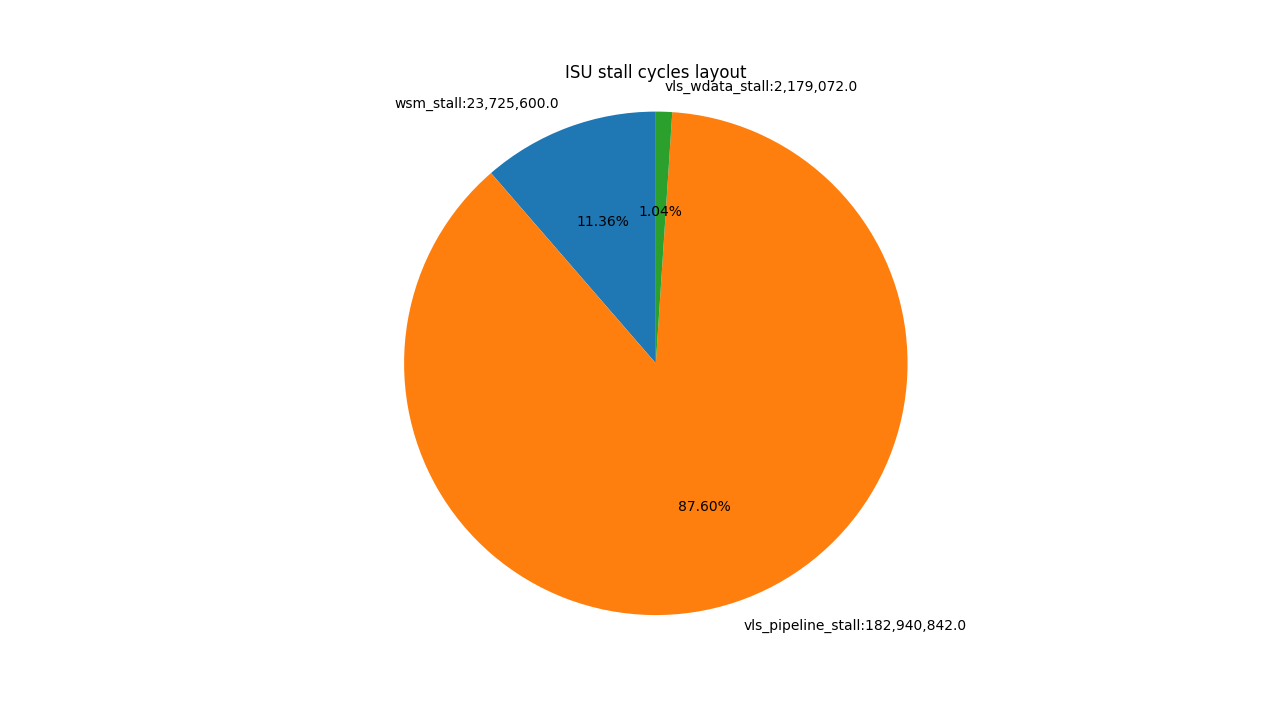 ISU stall cycles layout
vls_wdata_stall:2,179,072.0
wsm_stall:23,725,600.0
1.04%
11.36%
87.60%
vls_pipeline_stall:182,940,842.0